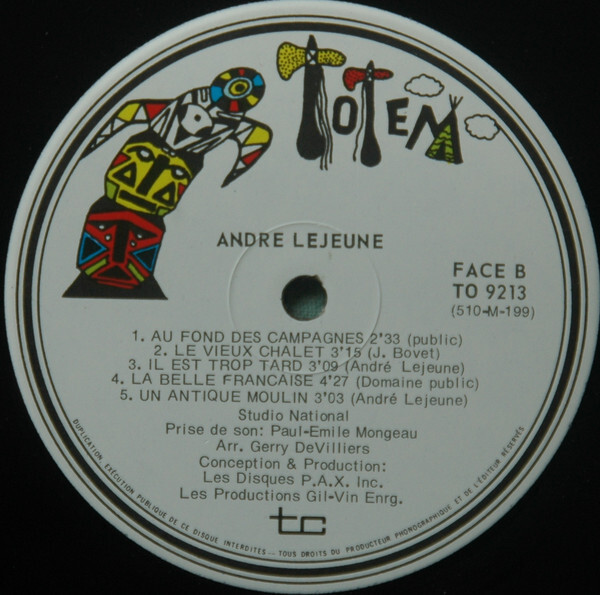 TOTEM
ANDRE LEJEUNE
FACE B
TO 9213
(510-M-199)
1. AU FOND DES CAMPAGNES 2'33 (public)
2. LE VIEUX CHALET 3'15 (J. Bovet)
3. IL EST TROP TARD 3'09 (André Lejeune)
4. LA BELLE FRANCAISE 4'27 (Domaine public)
5. UN ANTIQUE MOULIN 3'03 (André Lejeune)
Studio National
Prise de son: Paul-Emile Mongeau
Arr. Gerry DeVilliers
Conception & Production:
Les Disques P.A.X. Inc.
Les Productions Gil-Vin Enrg.
tc
DUPLICATION, EXÉCUTION PUBLIQUE DE CE DISQUE INTERDITES – TOUS DROITS DU PRODUCTEUR PHONOGRAPHIQUE ET DE L'ÉDITEUR RÉSERVÉS